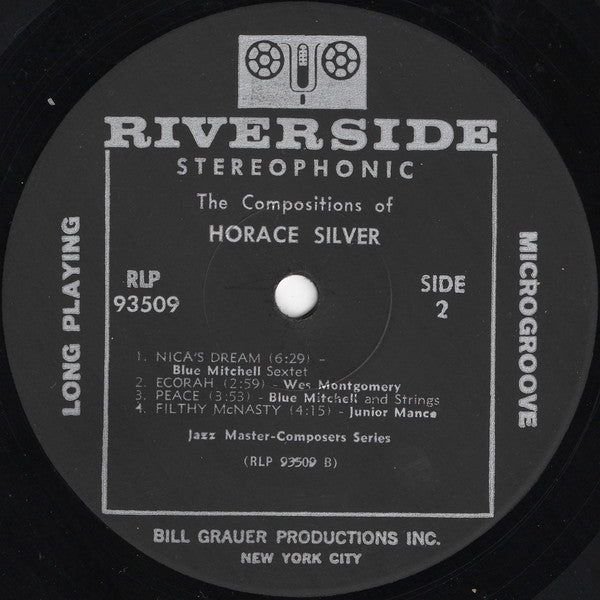 RIVERSIDE
STEREOPHONIC
The Compositions of
HORACE SILVER
RLP
93509
SIDE
2
LONG PLAYING
MICROGROOVE
1. NICA'S DREAM (6:29) –
Blue Mitchell Sextet
2. ECORAH (2:59) - Wes Montgomery
3. PEACE (3:53) - Blue Mitchell and Strings
4. FILTHY McNASTY (4:15) - Junior Mance
Jazz Master-Composers Series
(RLP 93509 B)
BILL GRAUER PRODUCTIONS INC.
NEW YORK CITY